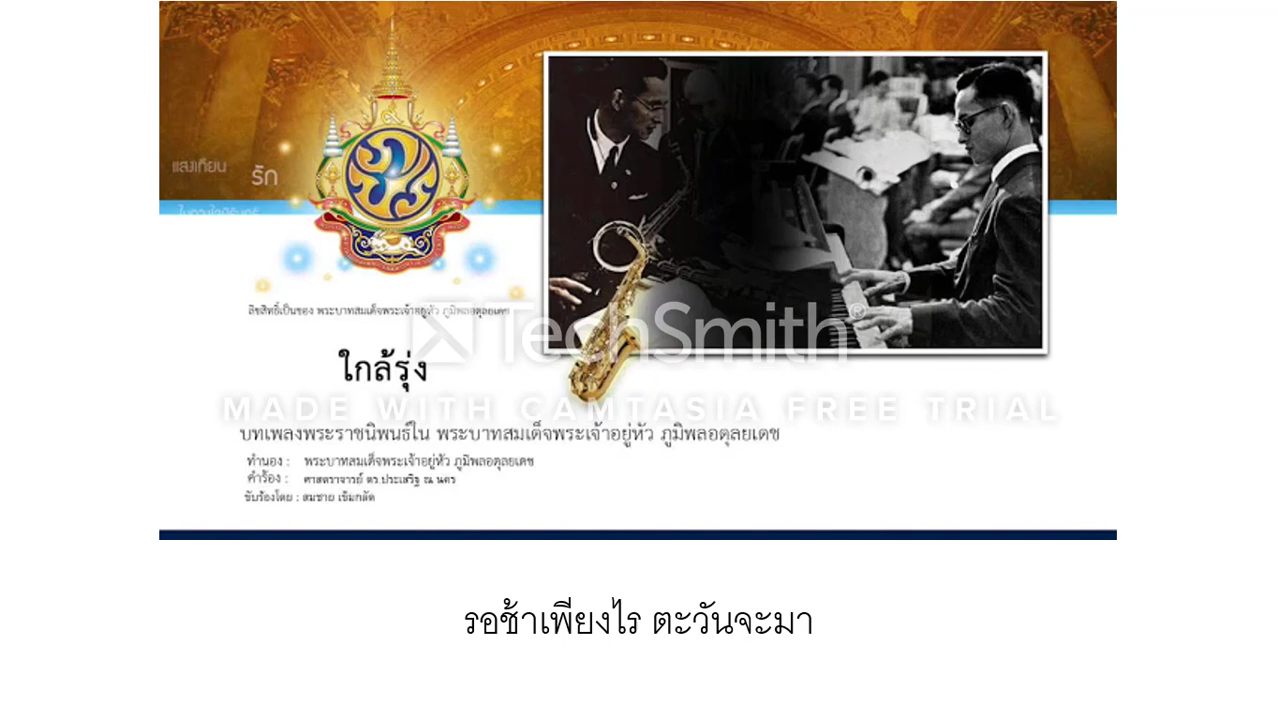 แสงเทียน
รัก
ลิขสิทธิ์เป็นของ พระบาทสมเด็จพระเจ้าอยู่หัว ภูมิพลอดุลยเดช
TechSmith®
ใกล้รุ่ง
MADE WITH CAMTASIA FREE TRIAL
บทเพลงพระราชนิพนธ์ใน พระบาทสมเด็จพระเจ้าอยู่หัว ภูมิพลอดุลยเดช
ทำนอง : พระบาทสมเด็จพระเจ้าอยู่หัว ภูมิพลอดุลยเดช
คำร้อง : ศาสตราจารย์ ดร.ประเสริฐ ณ นคร
ขับร้องโดย : สมชาย เข็มกลัด
รอช้าเพียงไร ตะวันจะมา